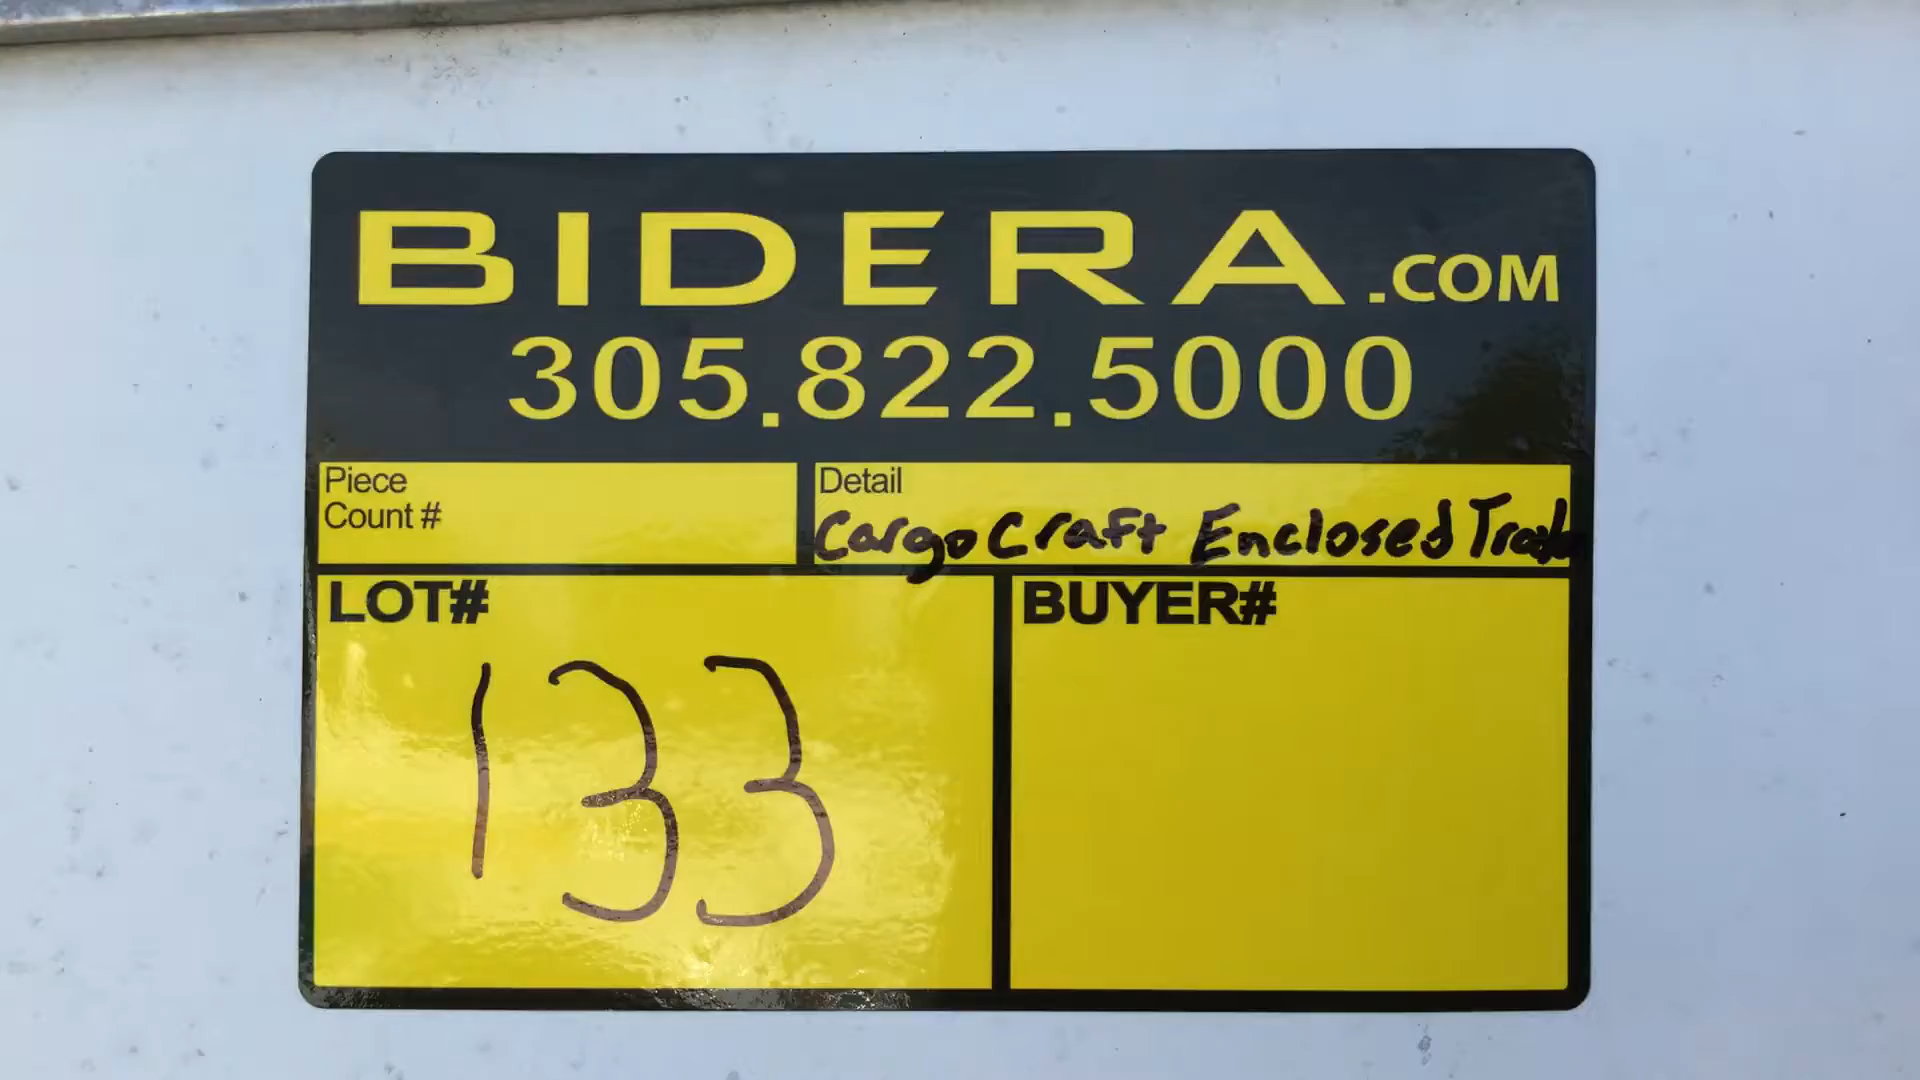 BIDERA.COM
305.822.5000
Piece
Count #
Detail
CargoCraft Enclosed
LOT#
133
BUYER#